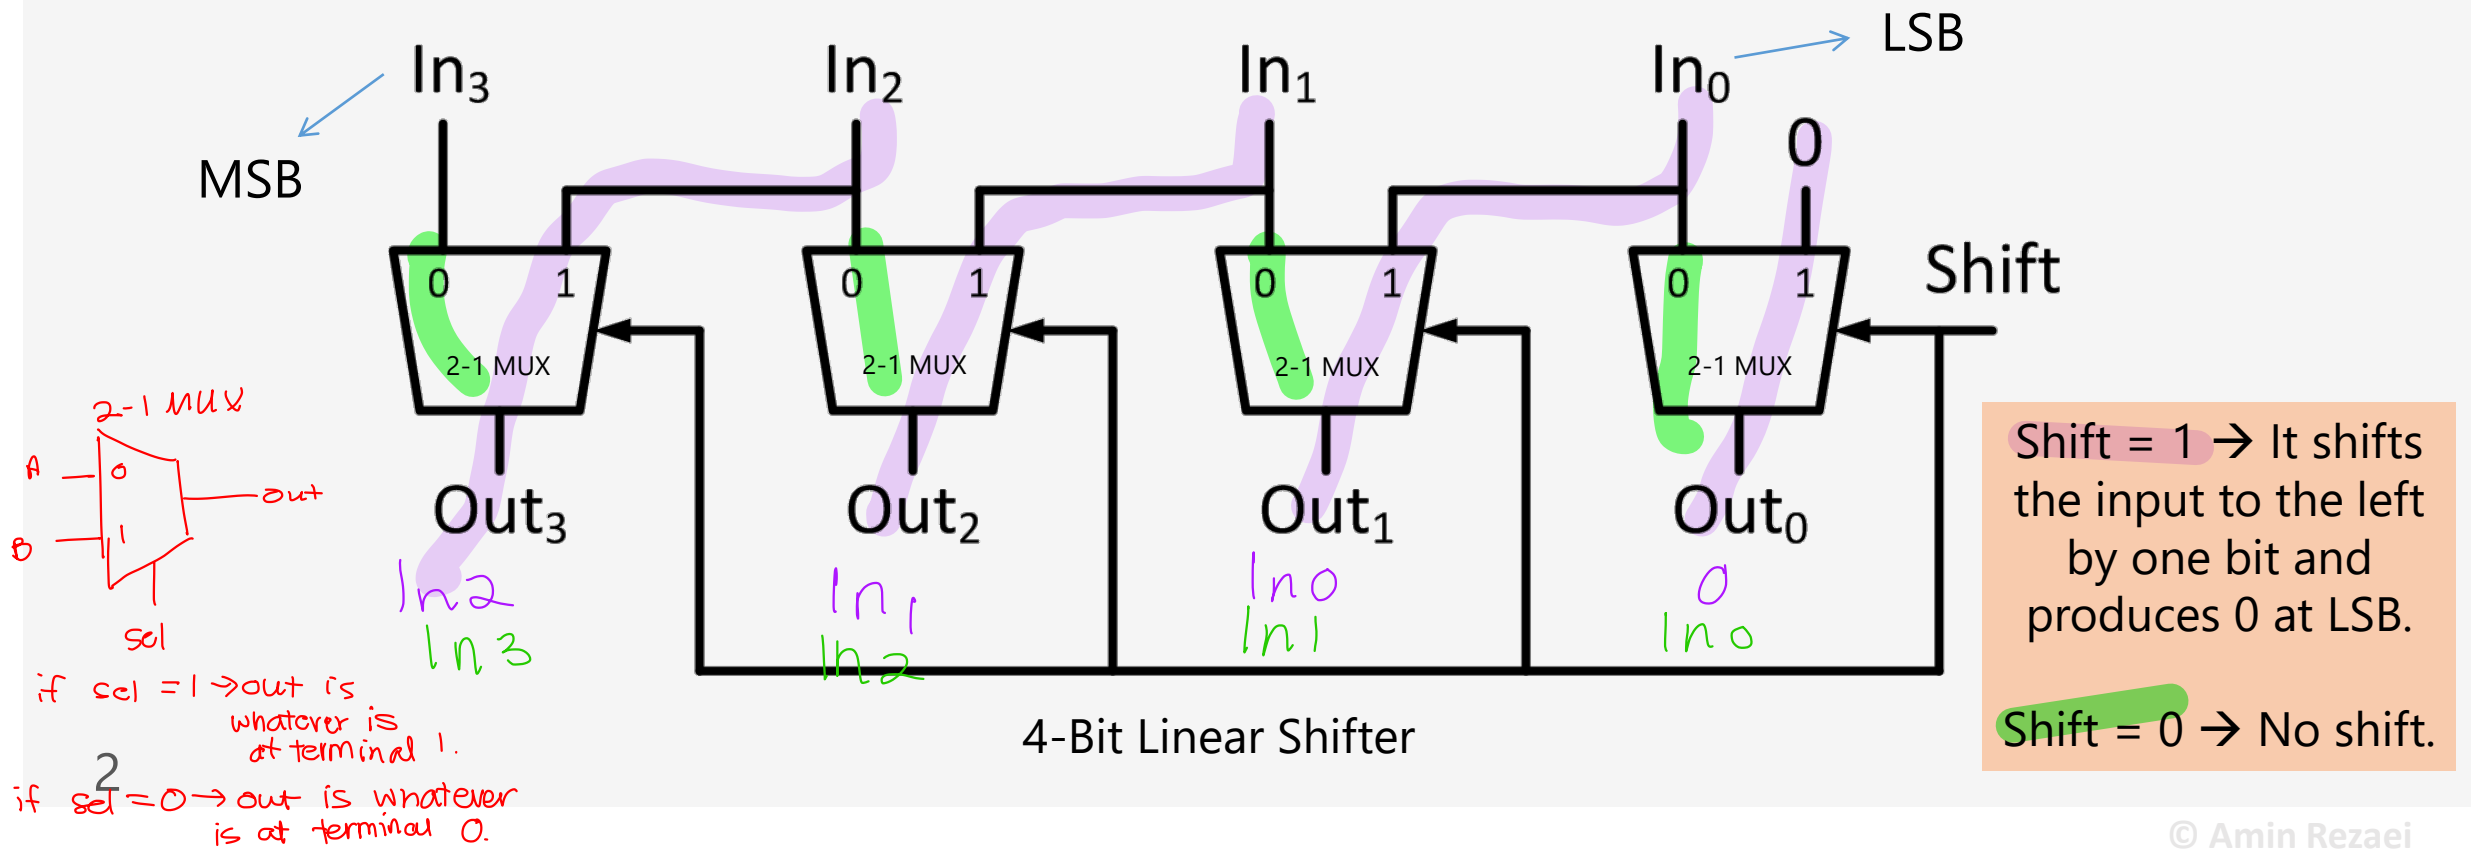 In3 In2 In1 In0 LSB
MSB 0
0 1 0 1 0 1 0 1 Shift
2-1 MUX 2-1 MUX 2-1 MUX 2-1 MUX
Out3 Out2 Out1 Out0
In2 In1 In0 0
In3 In2 In1 In0
2-1 MUX
A 0
out
B 1
sel
if sel = 1 → out is
whatever is
at terminal 1.
if sel = 0 → out is whatever
is at terminal 0.
2
4-Bit Linear Shifter
Shift = 1 → It shifts
the input to the left
by one bit and
produces 0 at LSB.
Shift = 0 → No shift.
© Amin Rezaei